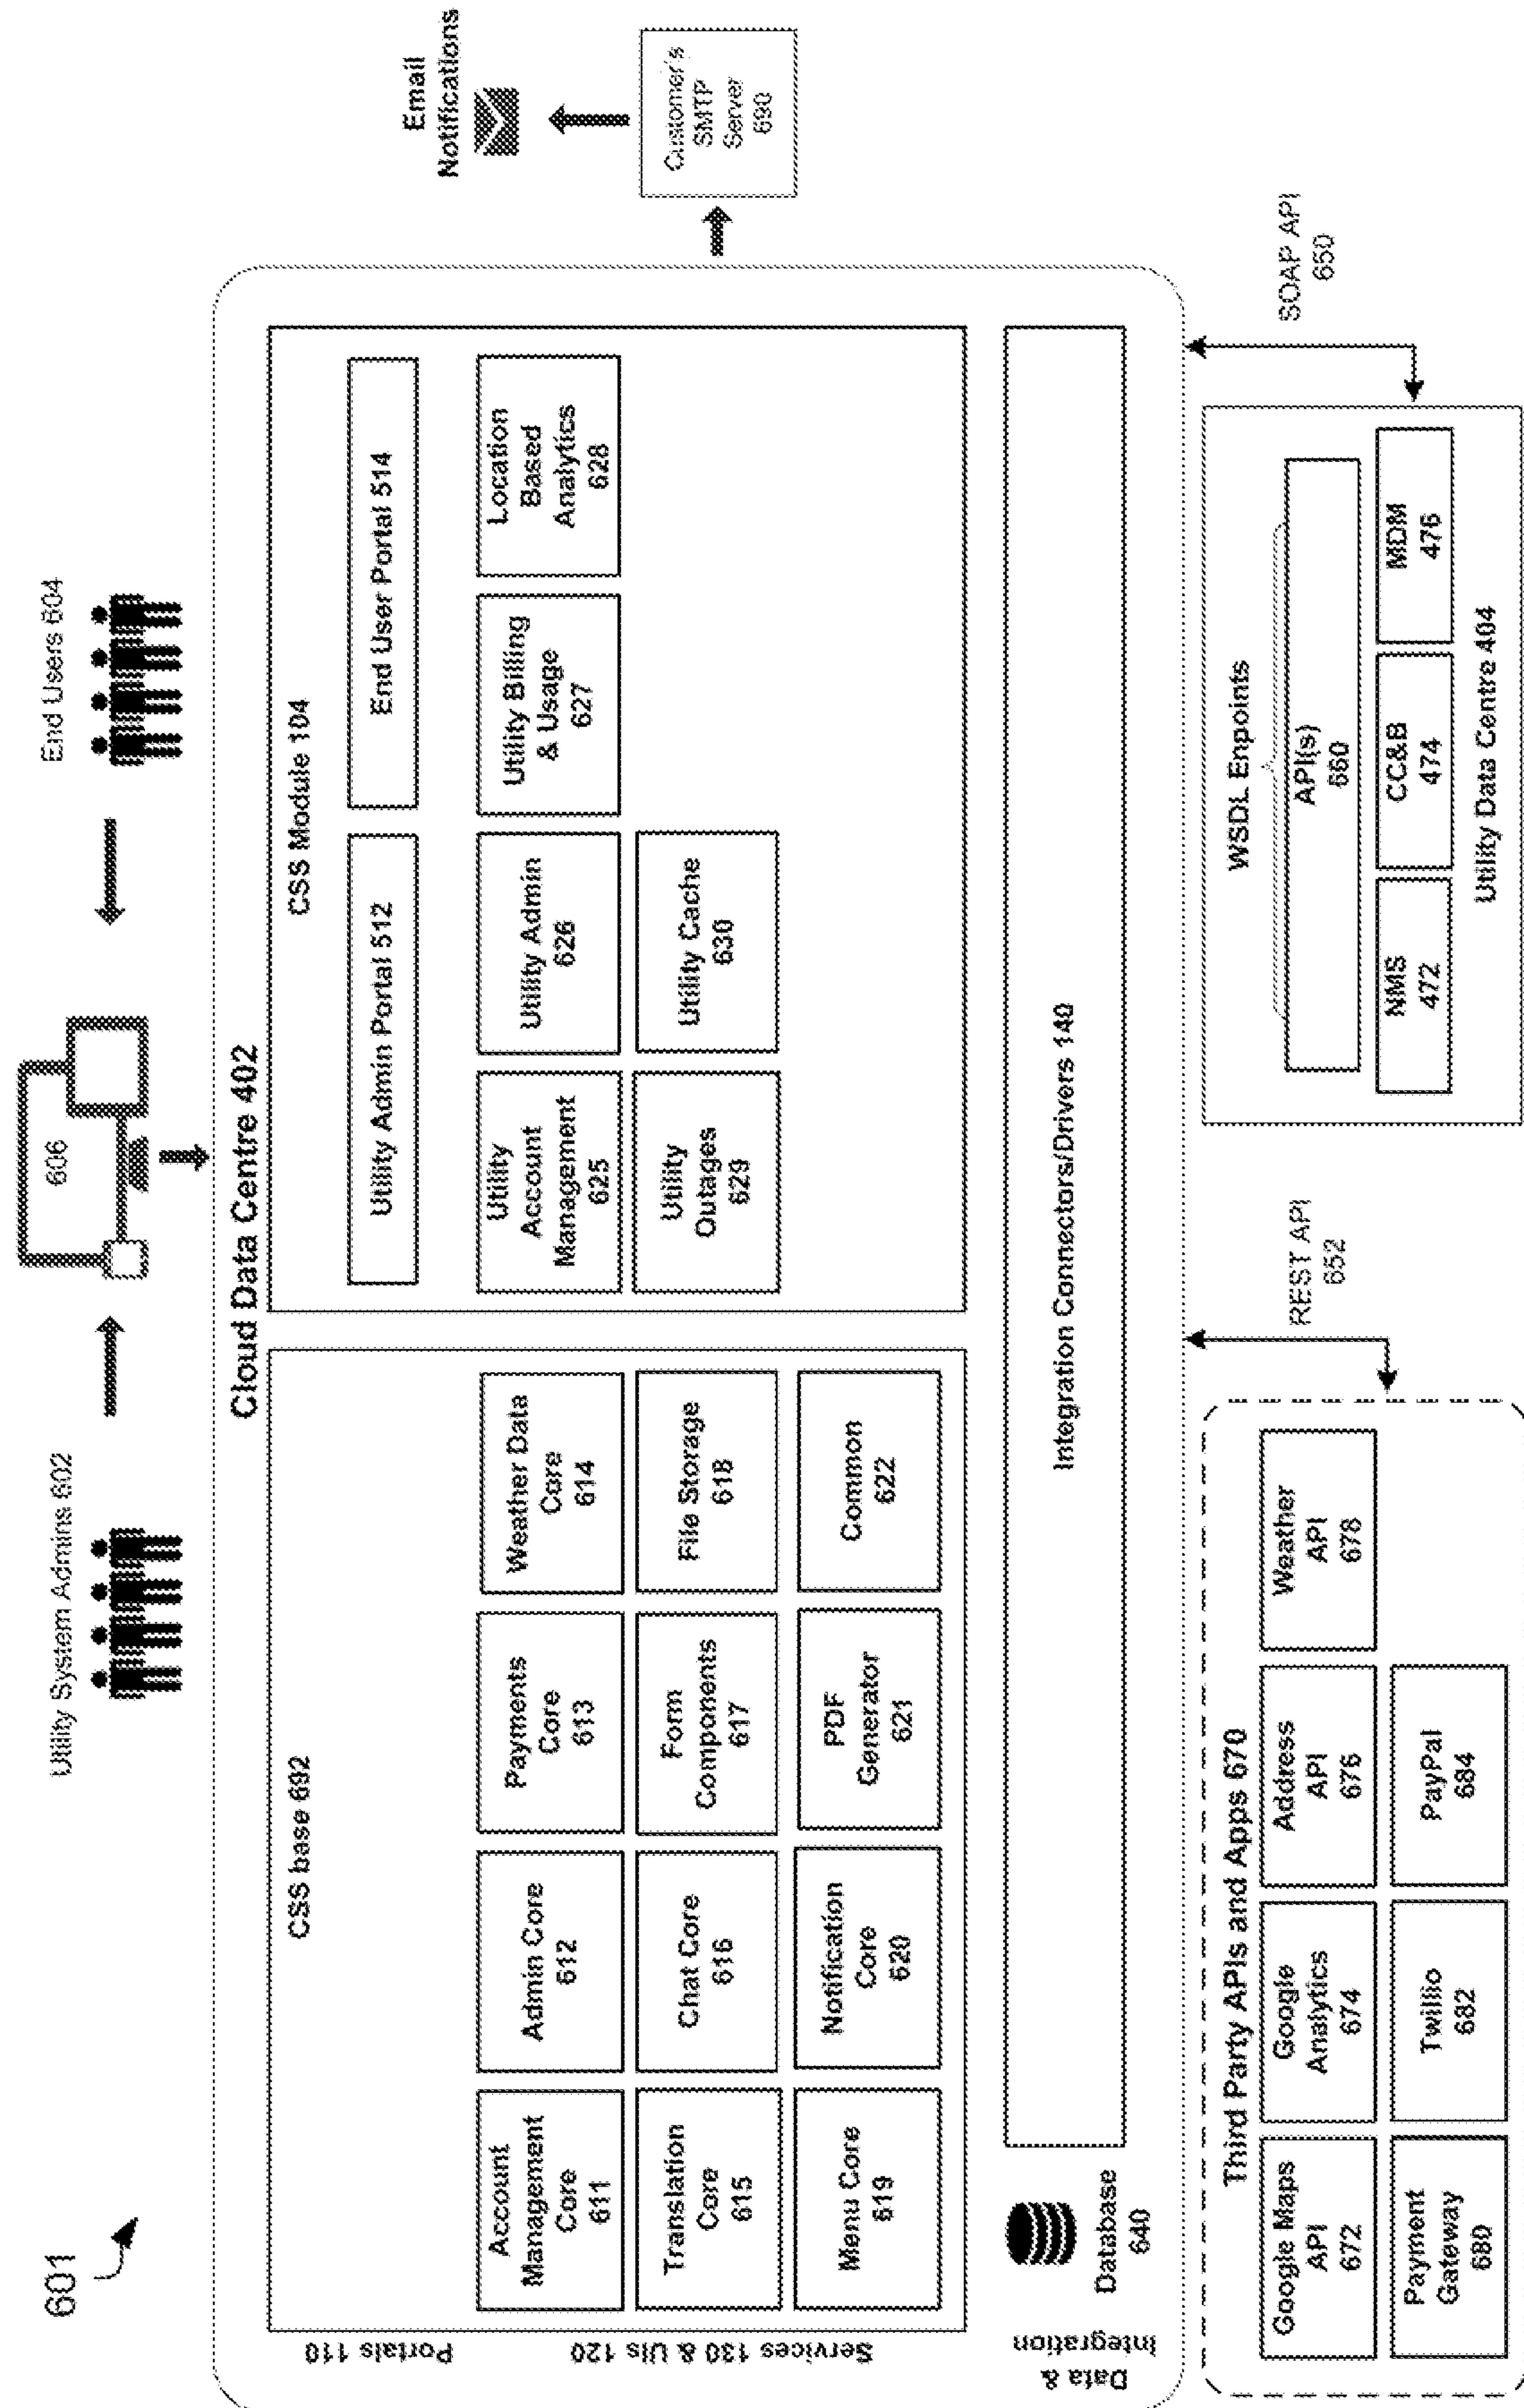 601
Utility System Admins 602
606
End Users 604
Email
Notifications
Customer's
SMTP
Server
690
Cloud Data Centre 402
Portals 110
Services 130 & UIs 120
Data &
Integration
CSS base 692
Account
Management
Core
611
Admin Core
612
Payments
Core
613
Weather Data
Core
614
Translation
Core
615
Chat Core
616
Form
Components
617
File Storage
618
Menu Core
619
Notification
Core
620
PDF
Generator
621
Common
622
CSS Module 104
Utility Admin Portal 512
End User Portal 514
Utility
Account
Management
625
Utility Admin
626
Utility Billing
& Usage
627
Location
Based
Analytics
628
Utility
Outages
629
Utility Cache
630
Database
640
Integration Connectors/Drivers 140
REST API
652
SOAP API
650
Third Party APIs and Apps 670
Google Maps
API
672
Google
Analytics
674
Address
API
676
Weather
API
678
Payment
Gateway
680
Twillio
682
PayPal
684
WSDL Enpoints
API(s)
660
NMS
472
CC&B
474
MDM
476
Utility Data Centre 404